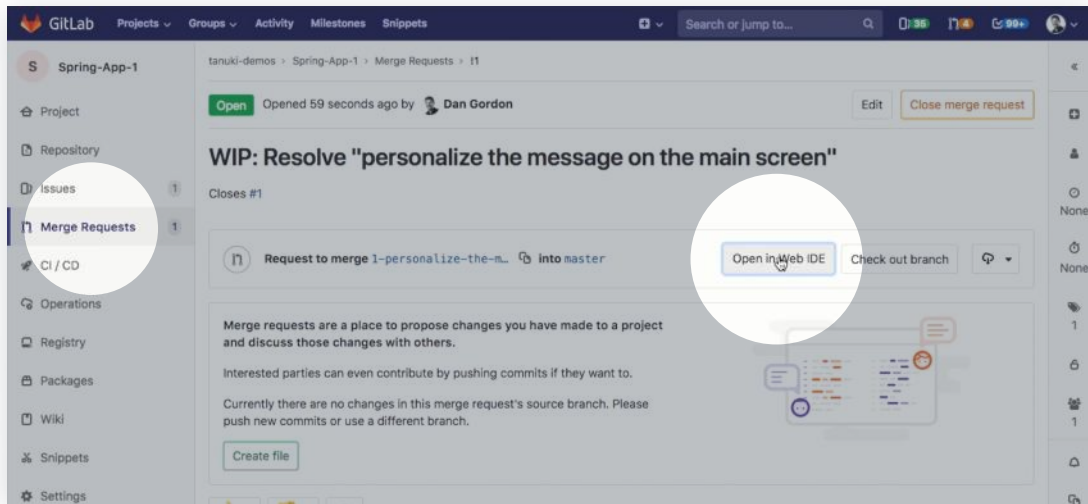 GitLab Projects Groups Activity Milestones Snippets Search or jump to... 35 4 99+
S Spring-App-1
tanuki-demos > Spring-App-1 > Merge Requests > !1
Open Opened 59 seconds ago by Dan Gordon Edit Close merge request
Project
Repository
WIP: Resolve "personalize the message on the main screen"
Issues 1
Closes #1
None
Merge Requests 1
Request to merge 1-personalize-the-m… into master Open in Web IDE Check out branch
CI / CD
None
Operations
Merge requests are a place to propose changes you have made to a project
and discuss those changes with others.
1
Registry
Interested parties can even contribute by pushing commits if they want to.
Packages
Currently there are no changes in this merge request's source branch. Please
push new commits or use a different branch.
Wiki
1
Create file
Snippets
Settings